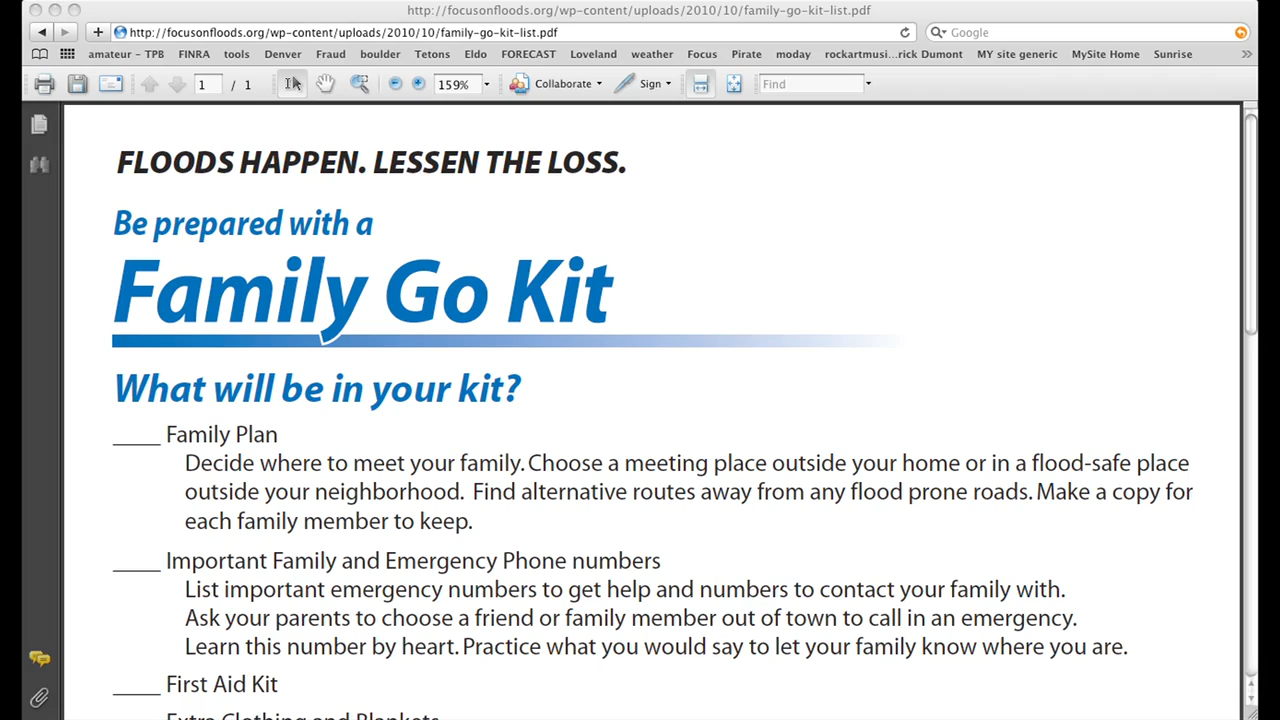 http://focusonfloods.org/wp-content/uploads/2010/10/family-go-kit-list.pdf
http://focusonfloods.org/wp-content/uploads/2010/10/family-go-kit-list.pdf
Google
amateur – TPB FINRA tools Denver Fraud boulder Tetons Eldo FORECAST Loveland weather Focus Pirate moday rockartmusi...rick Dumont MY site generic MySite Home Sunrise »
1 / 1 159% Collaborate Sign Find
FLOODS HAPPEN. LESSEN THE LOSS.
Be prepared with a
Family Go Kit
What will be in your kit?
____ Family Plan
Decide where to meet your family. Choose a meeting place outside your home or in a flood-safe place
outside your neighborhood. Find alternative routes away from any flood prone roads. Make a copy for
each family member to keep.
____ Important Family and Emergency Phone numbers
List important emergency numbers to get help and numbers to contact your family with.
Ask your parents to choose a friend or family member out of town to call in an emergency.
Learn this number by heart. Practice what you would say to let your family know where you are.
____ First Aid Kit
Extra Clothing and Blankets